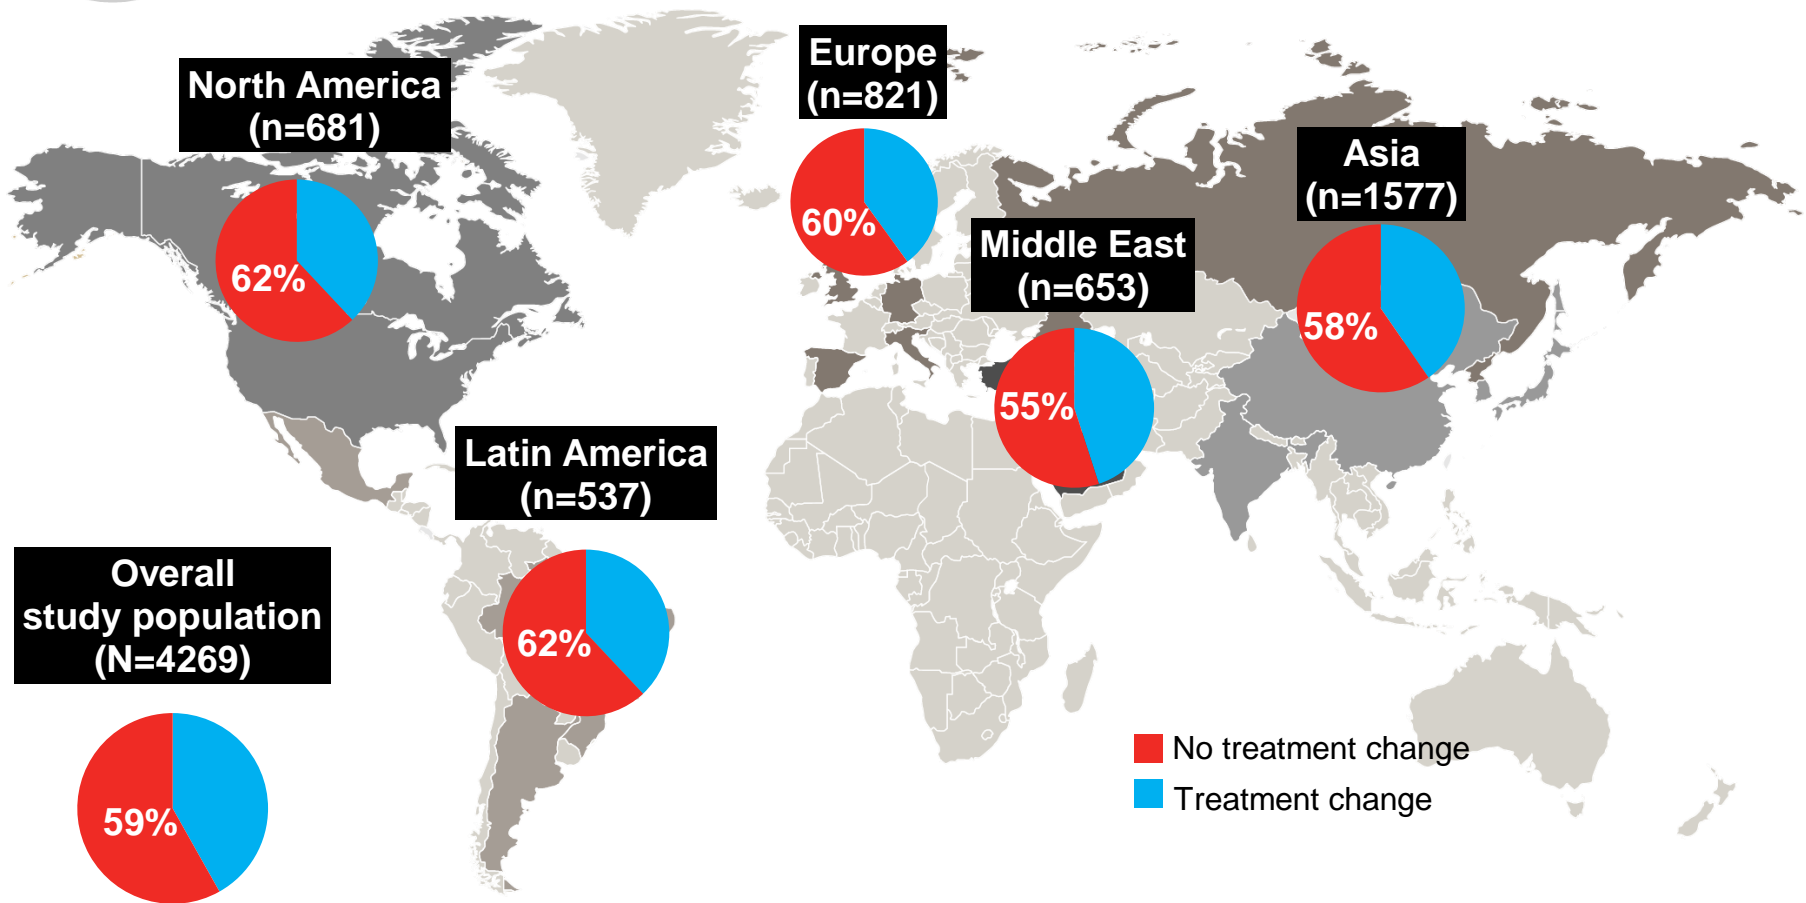 North America
(n=681)
62%
Europe
(n=821)
60%
Asia
(n=1577)
58%
Middle East
(n=653)
55%
Latin America
(n=537)
62%
Overall
study population
(N=4269)
59%
No treatment change
Treatment change